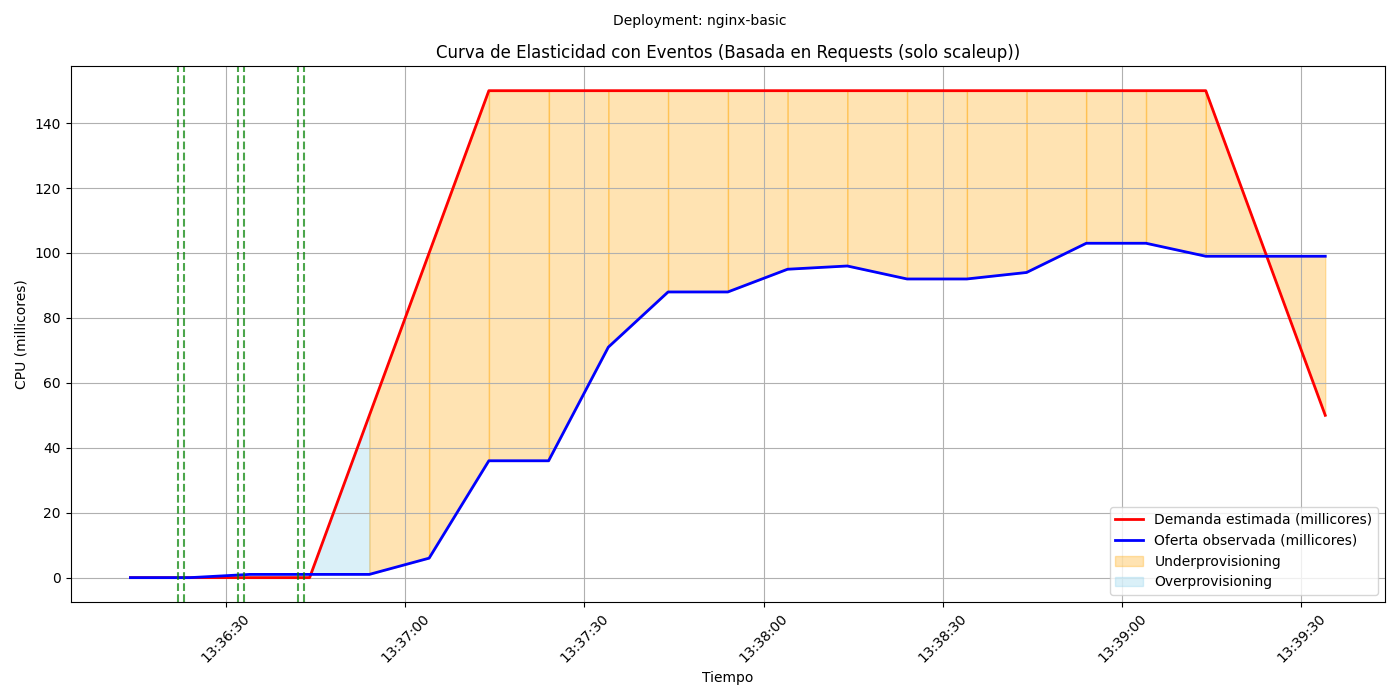 Deployment: nginx-basic
Curva de Elasticidad con Eventos (Basada en Requests (solo scaleup))
CPU (millicores)
140
120
100
80
60
40
20
0
Demanda estimada (millicores)
Oferta observada (millicores)
Underprovisioning
Overprovisioning
13:36:30
13:37:00
13:37:30
13:38:00
13:38:30
13:39:00
13:39:30
Tiempo